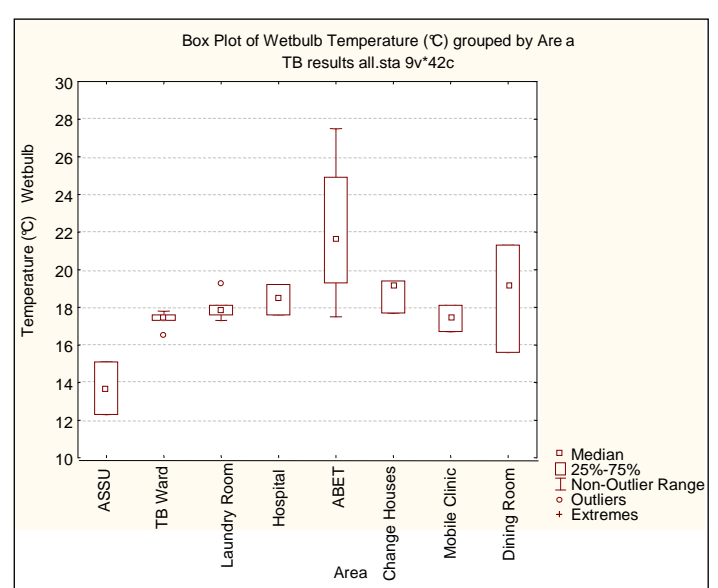 Box Plot of Wetbulb Temperature (°C) grouped by Are a
TB results all.sta 9v*42c
Temperature (°C) Wetbulb
30
28
26
24
22
20
18
16
14
12
10
ASSU
TB Ward
Laundry Room
Hospital
ABET
Change Houses
Mobile Clinic
Dining Room
Area
Median
25%-75%
Non-Outlier Range
Outliers
Extremes